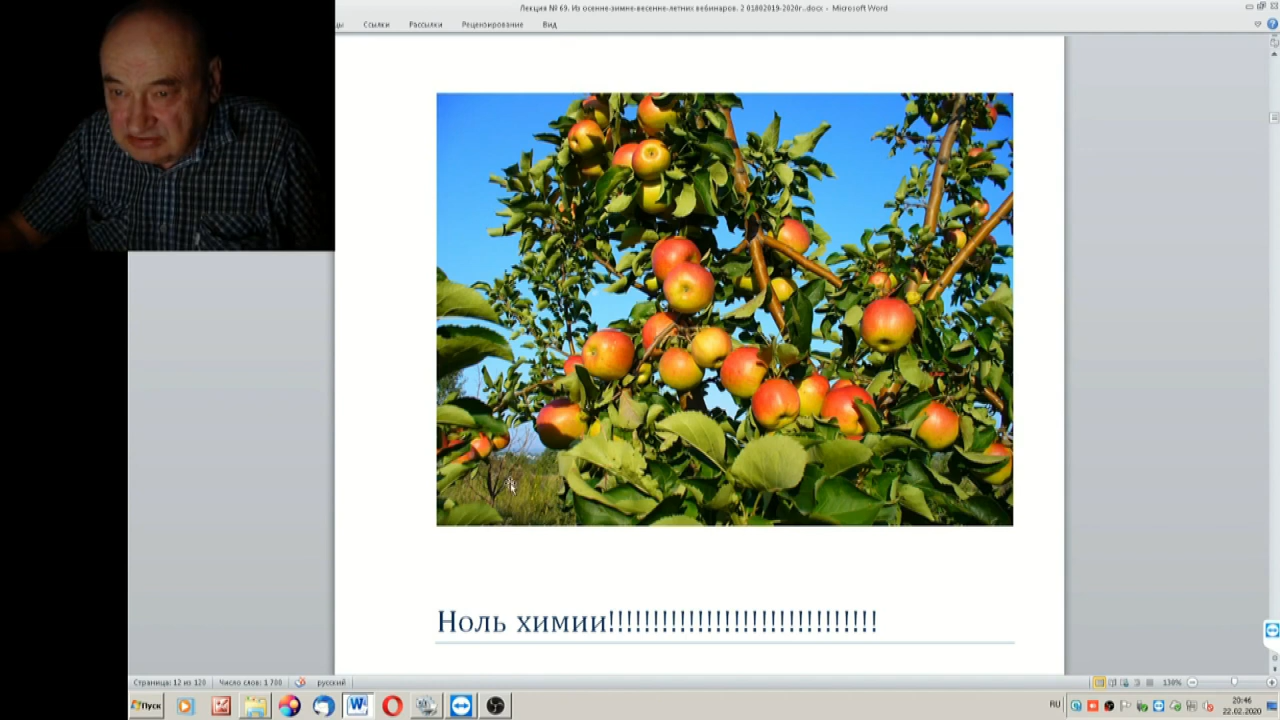 Лекция № 69. Из осенне-зимне-весенне-летних вебинаров. 2 01002019-2020г..docx - Microsoft Word
Ссылки Рассылки Рецензирование Вид
Ноль химии!!!!!!!!!!!!!!!!!!!!!!!!!!!!!!
Страница: 12 из 120 Число слов: 1 700 русский 130%
Пуск RU 20:46
22.02.2020